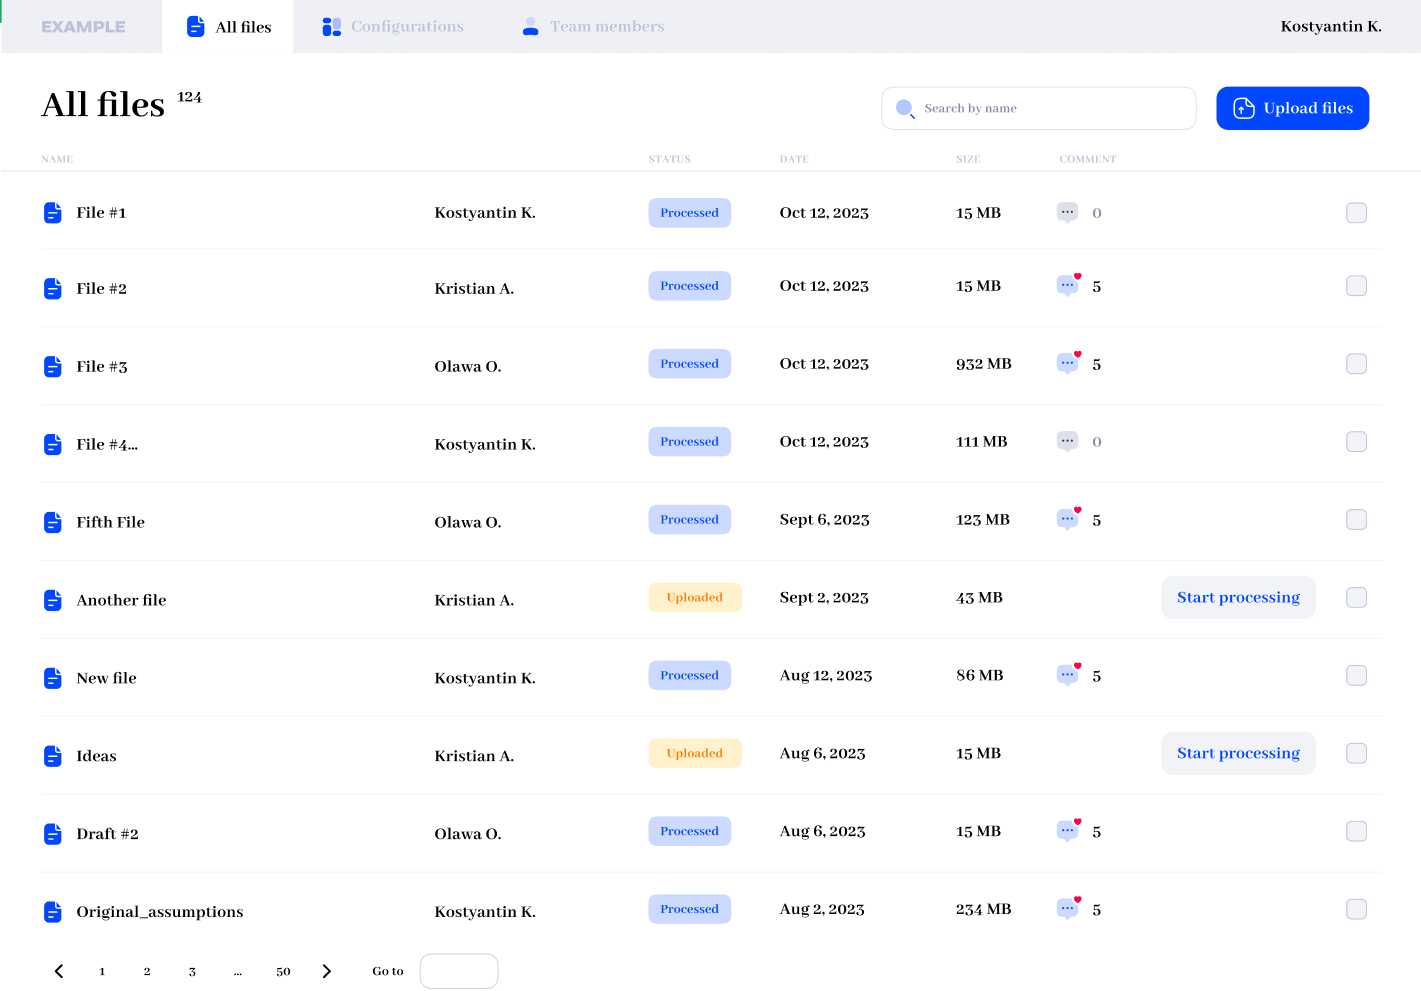 EXAMPLE All files Configurations Team members Kostyantin K.
All files 124
Search by name
Upload files
NAME STATUS DATE SIZE COMMENT
File #1 Kostyantin K. Processed Oct 12, 2023 15 MB 0
File #2 Kristian A. Processed Oct 12, 2023 15 MB 5
File #3 Olawa O. Processed Oct 12, 2023 932 MB 5
File #4... Kostyantin K. Processed Oct 12, 2023 111 MB 0
Fifth File Olawa O. Processed Sept 6, 2023 123 MB 5
Another file Kristian A. Uploaded Sept 2, 2023 43 MB Start processing
New file Kostyantin K. Processed Aug 12, 2023 86 MB 5
Ideas Kristian A. Uploaded Aug 6, 2023 15 MB Start processing
Draft #2 Olawa O. Processed Aug 6, 2023 15 MB 5
Original_assumptions Kostyantin K. Processed Aug 2, 2023 234 MB 5
1 2 3 ... 50 Go to